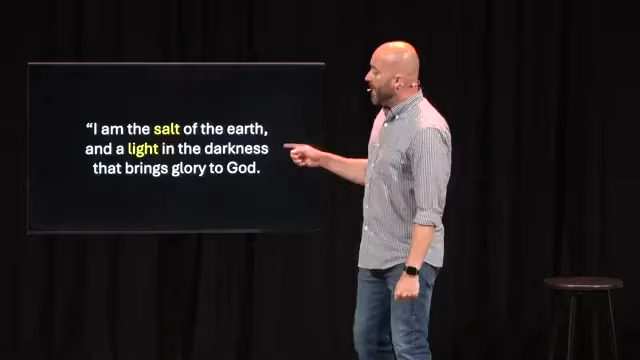 “I am the salt of the earth,
and a light in the darkness
that brings glory to God.